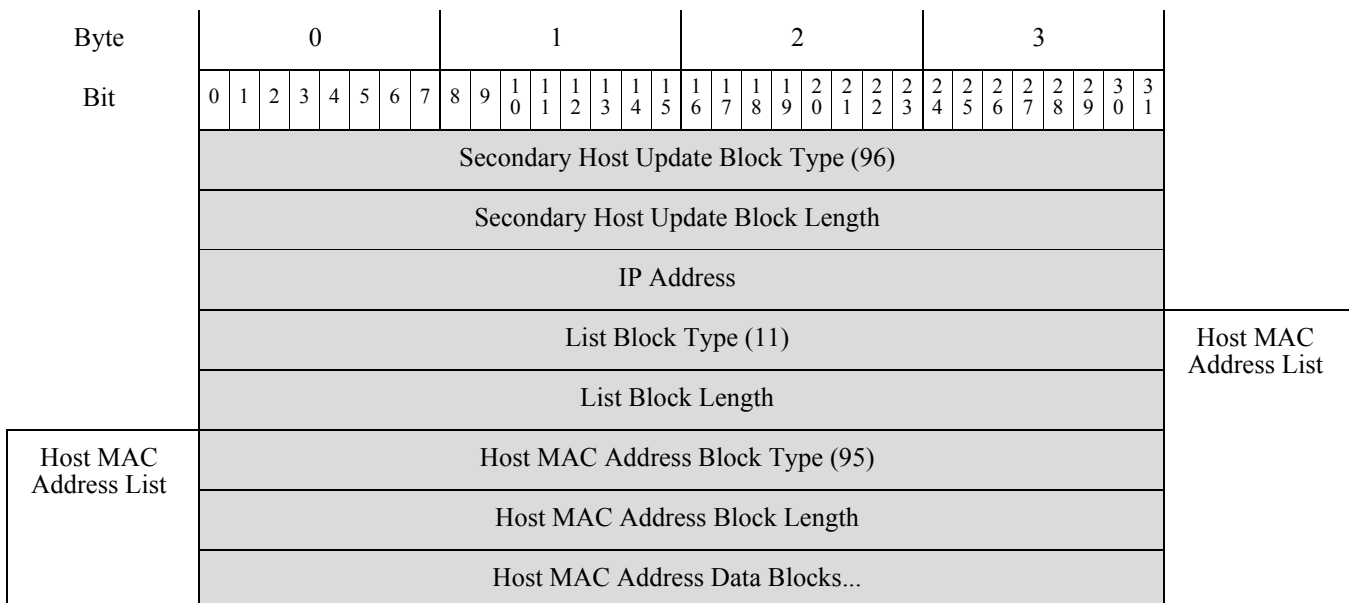 Byte 0 1 2 3
Bit 0 1 2 3 4 5 6 7 8 9 10 11 12 13 14 15 16 17 18 19 20 21 22 23 24 25 26 27 28 29 30 31
Secondary Host Update Block Type (96)
Secondary Host Update Block Length
IP Address
List Block Type (11)
Host MAC
Address List
List Block Length
Host MAC
Address List
Host MAC Address Block Type (95)
Host MAC Address Block Length
Host MAC Address Data Blocks...